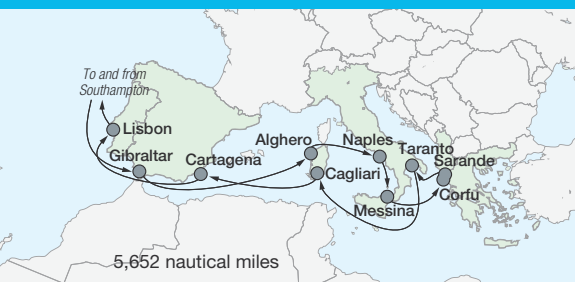 To and from
Southampton
Lisbon
Gibraltar
Cartagena
Alghero
Cagliari
Naples
Messina
Taranto
Sarande
Corfu
5,652 nautical miles